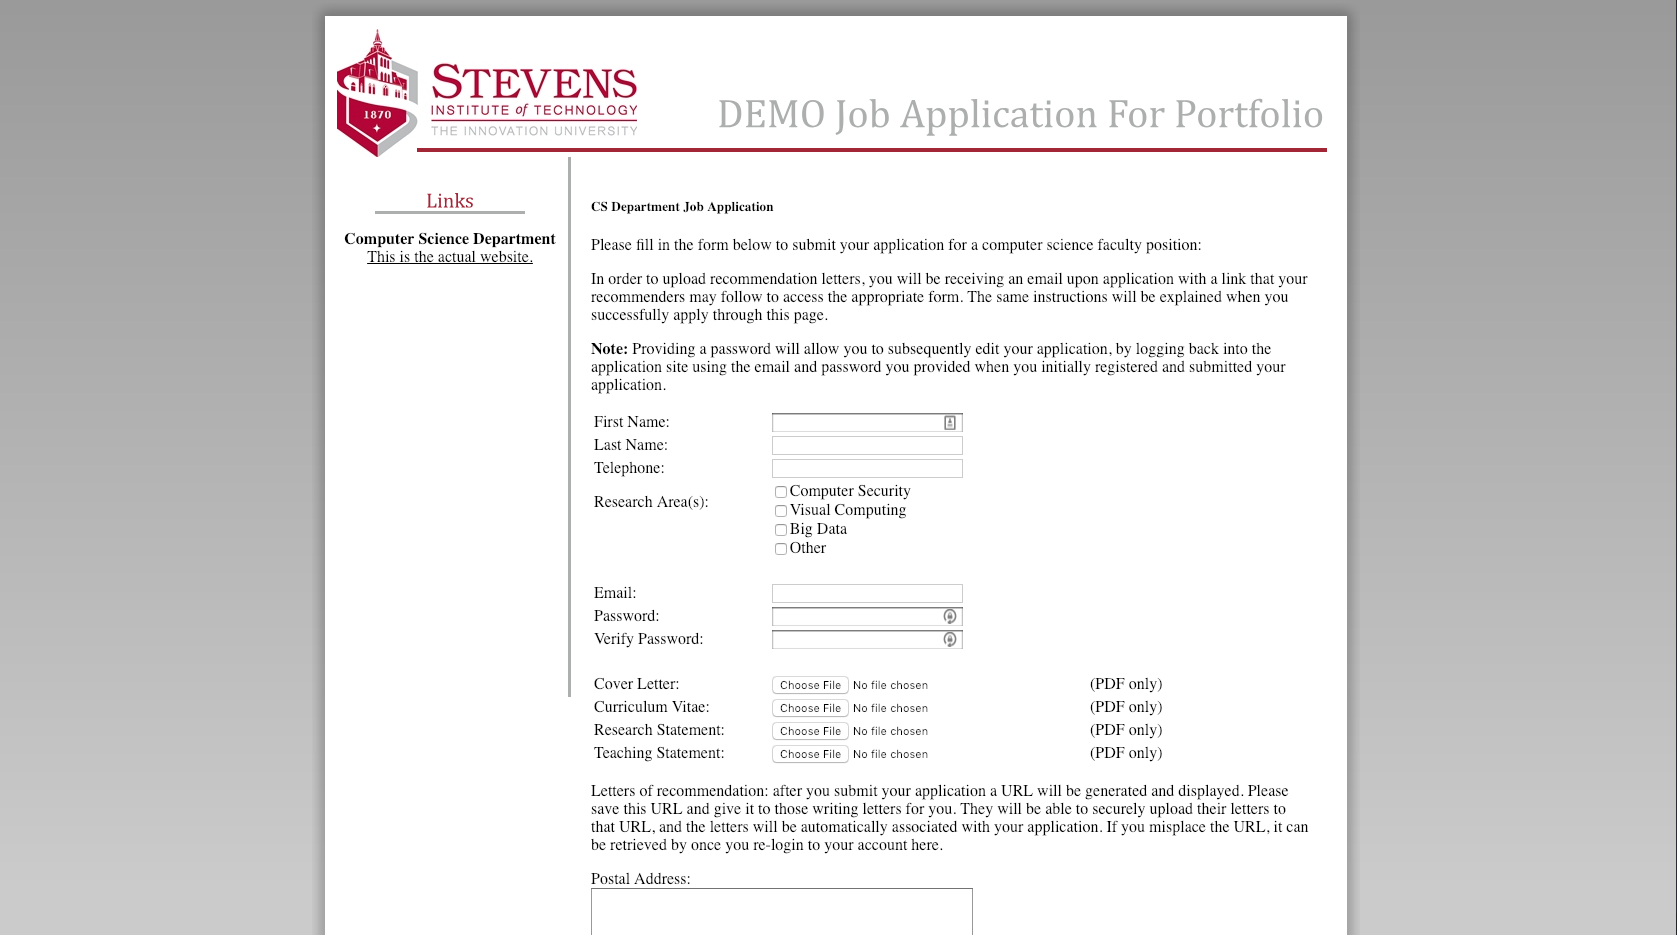 1870
STEVENS
INSTITUTE of TECHNOLOGY
THE INNOVATION UNIVERSITY
DEMO Job Application For Portfolio
Links
Computer Science Department
This is the actual website.
CS Department Job Application
Please fill in the form below to submit your application for a computer science faculty position:
In order to upload recommendation letters, you will be receiving an email upon application with a link that your
recommenders may follow to access the appropriate form. The same instructions will be explained when you
successfully apply through this page.
Note: Providing a password will allow you to subsequently edit your application, by logging back into the
application site using the email and password you provided when you initially registered and submitted your
application.
First Name:
Last Name:
Telephone:
Research Area(s):
Computer Security
Visual Computing
Big Data
Other
Email:
Password:
Verify Password:
Cover Letter: Choose File No file chosen (PDF only)
Curriculum Vitae: Choose File No file chosen (PDF only)
Research Statement: Choose File No file chosen (PDF only)
Teaching Statement: Choose File No file chosen (PDF only)
Letters of recommendation: after you submit your application a URL will be generated and displayed. Please
save this URL and give it to those writing letters for you. They will be able to securely upload their letters to
that URL, and the letters will be automatically associated with your application. If you misplace the URL, it can
be retrieved by once you re-login to your account here.
Postal Address: